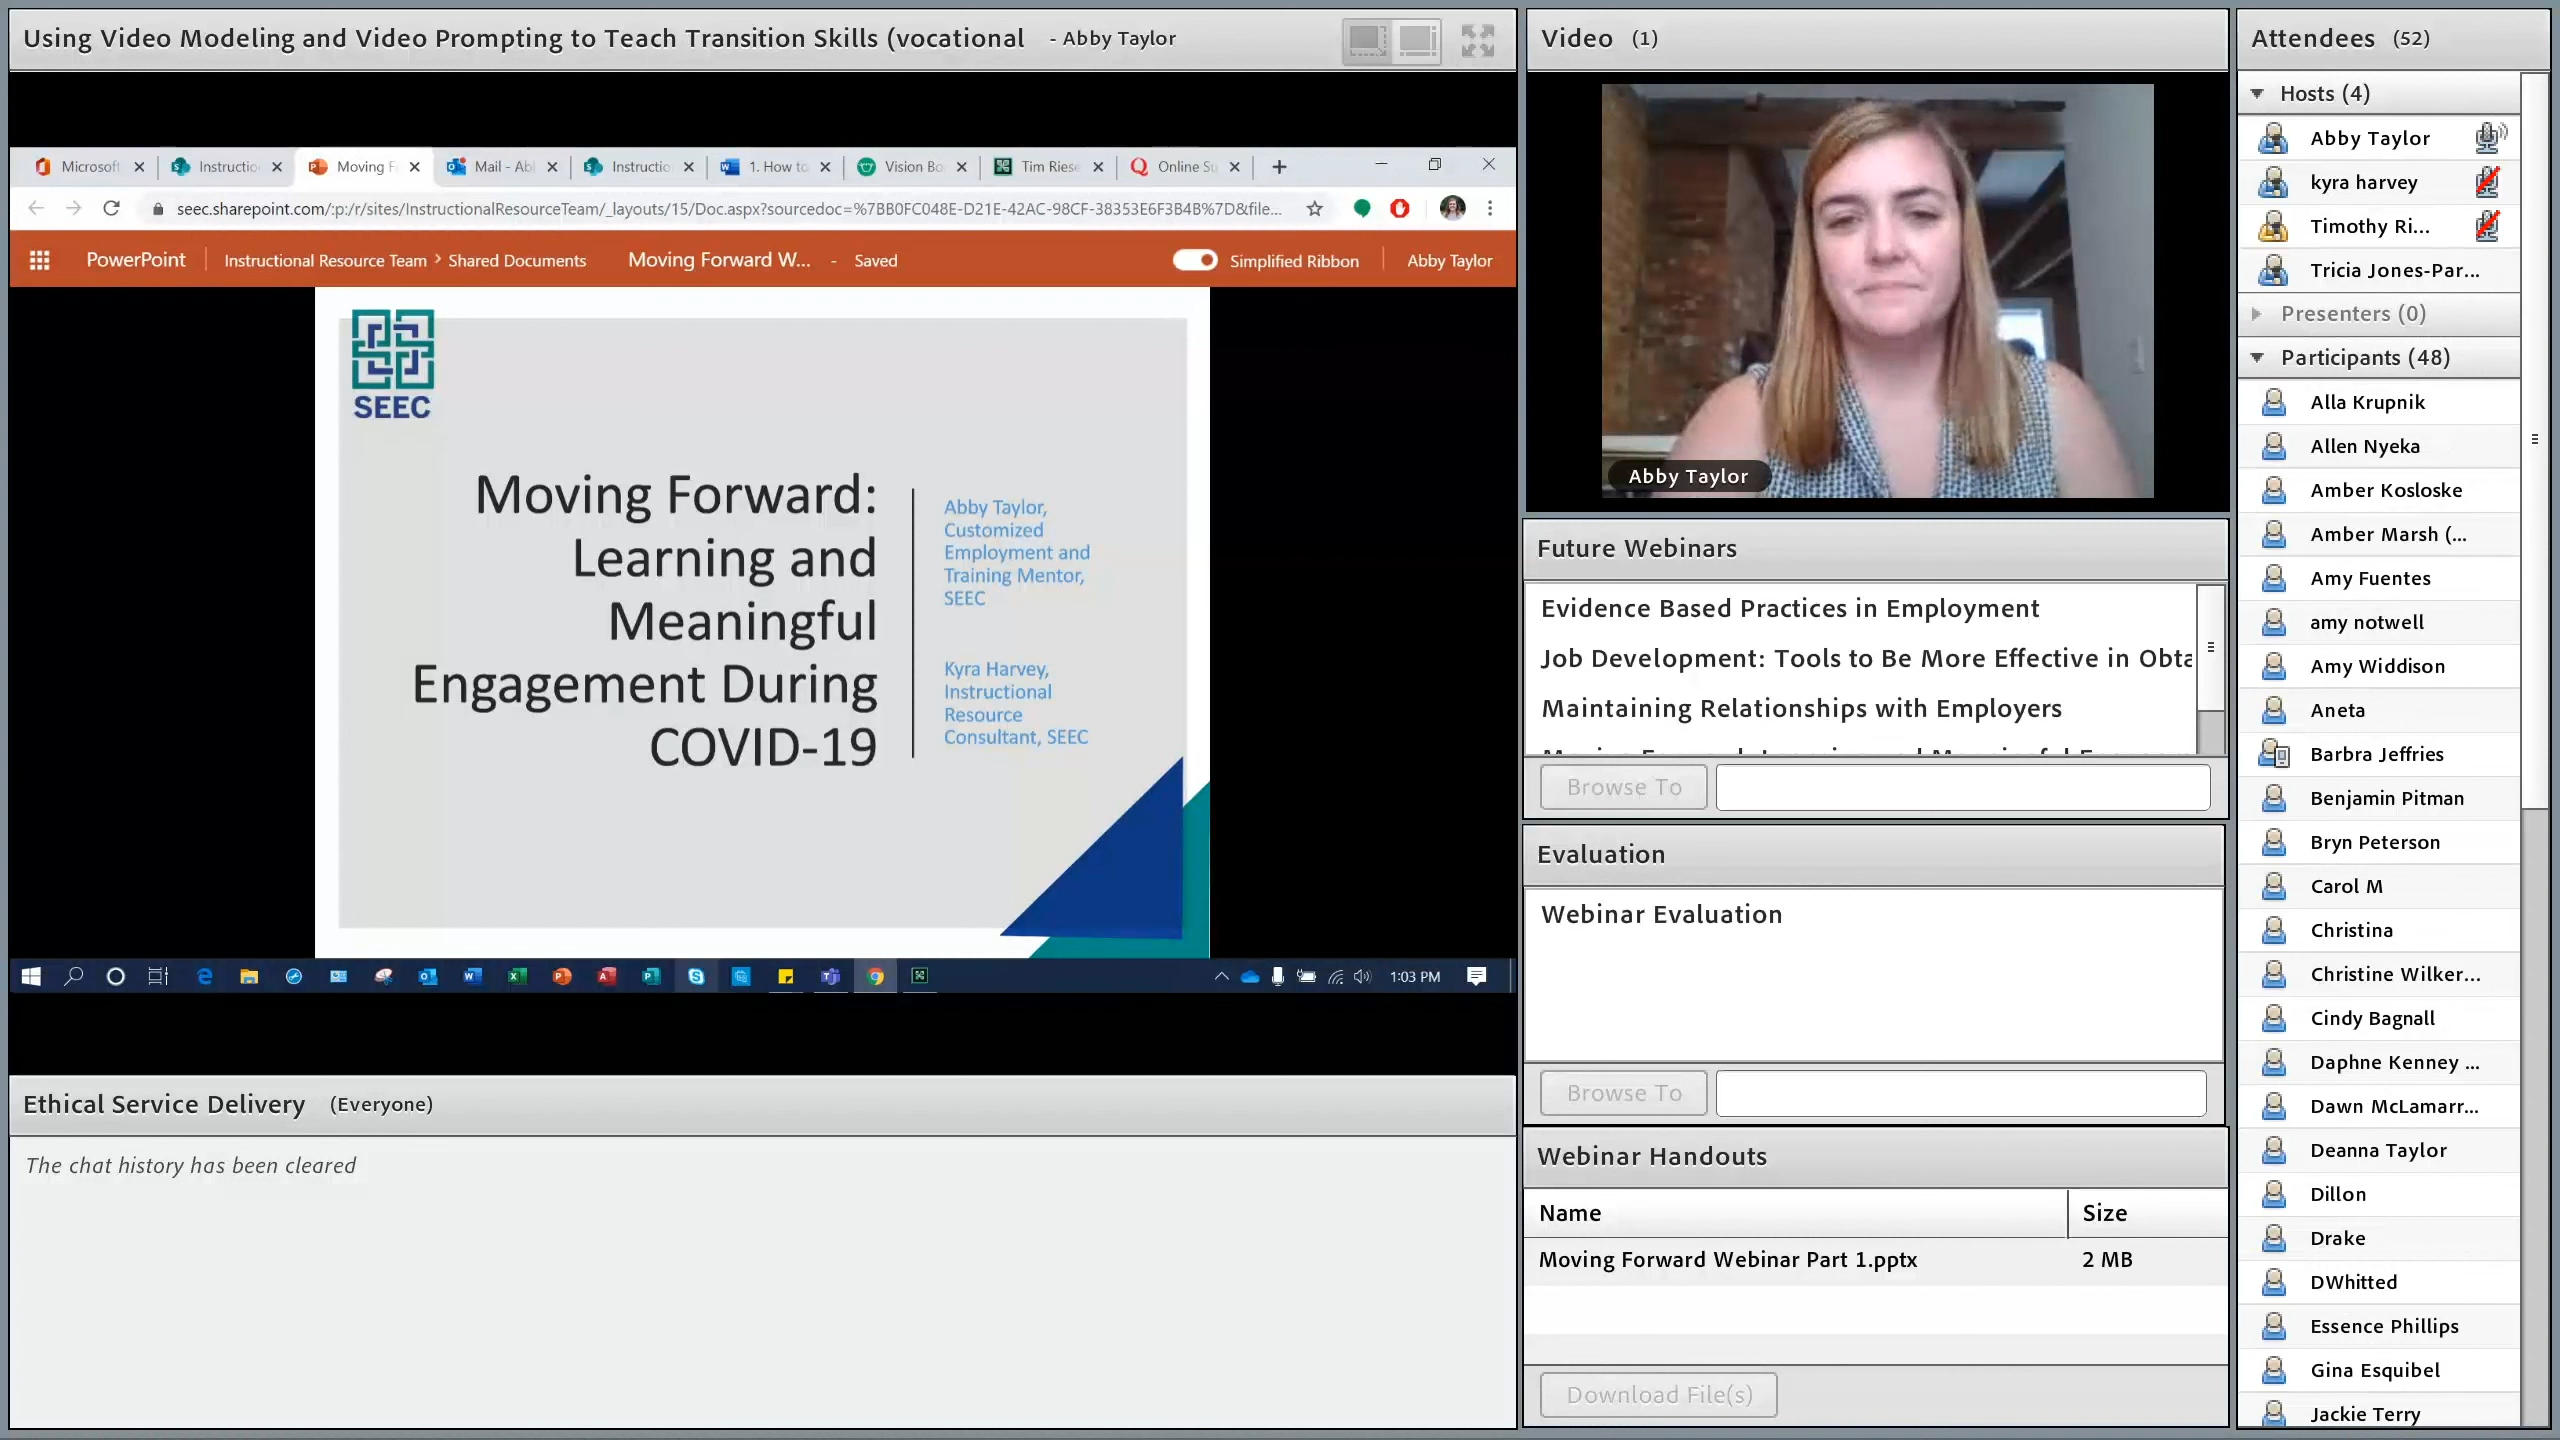 Using Video Modeling and Video Prompting to Teach Transition Skills (vocational - Abby Taylor
Microsoft
Instructio
Moving F
Mail - Ab
Instructio
1. How to
Vision Bo
Tim Riese
Online Su
seec.sharepoint.com/:p:/r/sites/InstructionalResourceTeam/_layouts/15/Doc.aspx?sourcedoc=%7BB0FC048E-D21E-42AC-98CF-38353E6F3B4B%7D&file...
PowerPoint Instructional Resource Team > Shared Documents Moving Forward W... - Saved Simplified Ribbon Abby Taylor
SEEC
Moving Forward:
Learning and
Meaningful
Engagement During
COVID-19
Abby Taylor,
Customized
Employment and
Training Mentor,
SEEC
Kyra Harvey,
Instructional
Resource
Consultant, SEEC
1:03 PM
Ethical Service Delivery (Everyone)
The chat history has been cleared
Video (1)
Abby Taylor
Future Webinars
Evidence Based Practices in Employment
Job Development: Tools to Be More Effective in Obta
Maintaining Relationships with Employers
Browse To
Evaluation
Webinar Evaluation
Browse To
Webinar Handouts
Name Size
Moving Forward Webinar Part 1.pptx 2 MB
Download File(s)
Attendees (52)
Hosts (4)
Abby Taylor
kyra harvey
Timothy Ri...
Tricia Jones-Par...
Presenters (0)
Participants (48)
Alla Krupnik
Allen Nyeka
Amber Kosloske
Amber Marsh (...
Amy Fuentes
amy notwell
Amy Widdison
Aneta
Barbra Jeffries
Benjamin Pitman
Bryn Peterson
Carol M
Christina
Christine Wilker...
Cindy Bagnall
Daphne Kenney ...
Dawn McLamarr...
Deanna Taylor
Dillon
Drake
DWhitted
Essence Phillips
Gina Esquibel
Jackie Terry